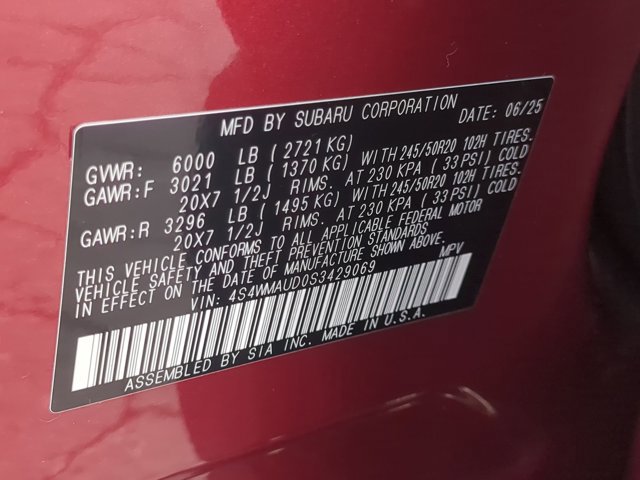 MFD BY SUBARU CORPORATION DATE: 06/25
GVWR: 6000 LB ( 2721 KG)
GAWR:F 3021 LB ( 1370 KG) WITH 245/50R20 102H TIRES.
20X7 1/2J RIMS. AT 230 KPA ( 33 PSI) COLD
GAWR:R 3296 LB ( 1495 KG) WITH 245/50R20 102H TIRES.
20X7 1/2J RIMS. AT 230 KPA ( 33 PSI) COLD
THIS VEHICLE CONFORMS TO ALL APPLICABLE FEDERAL MOTOR
VEHICLE SAFETY AND THEFT PREVENTION STANDARDS
IN EFFECT ON THE DATE OF MANUFACTURE SHOWN ABOVE.
VIN: 4S4WMAUD0S3429069 MPV
ASSEMBLED BY SIA INC. MADE IN U.S.A.